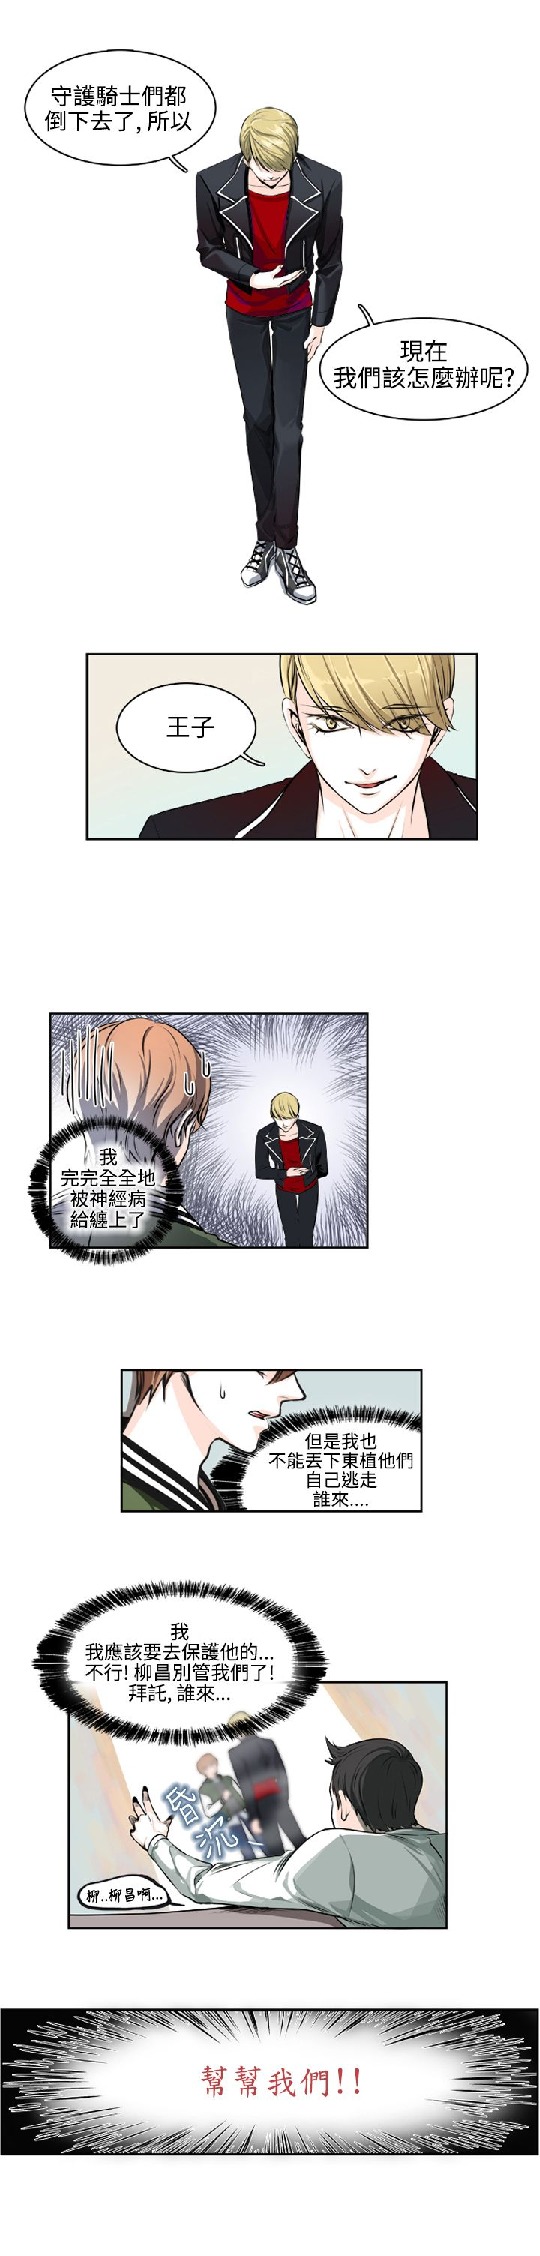 守護騎士們都
倒下去了, 所以
現在
我們該怎麼辦呢?
王子
我
完完全全地
被神經病
給纏上了
但是我也
不能丟下東植他們
自己逃走
誰來....
我
我應該要去保護他的...
不行! 柳昌別管我們了!
拜託, 誰來...
昏沉
柳..柳昌啊...
幫幫我們!!